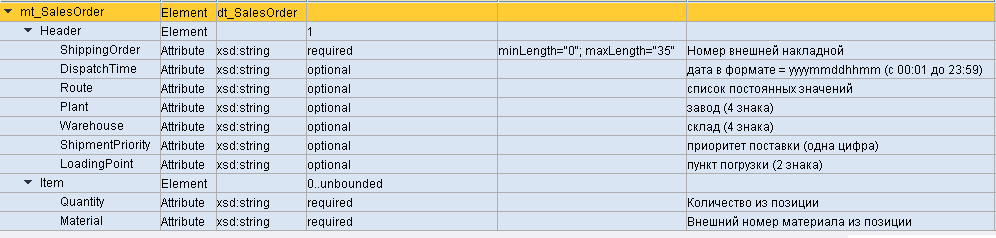 mt_SalesOrder Element dt_SalesOrder
Header Element 1
ShippingOrder Attribute xsd:string required minLength="0"; maxLength="35" Номер внешней накладной
DispatchTime Attribute xsd:string optional дата в формате = yyyymmddhhmm (с 00:01 до 23:59)
Route Attribute xsd:string optional список постоянных значений
Plant Attribute xsd:string optional завод (4 знака)
Warehouse Attribute xsd:string optional склад (4 знака)
ShipmentPriority Attribute xsd:string optional приоритет поставки (одна цифра)
LoadingPoint Attribute xsd:string optional пункт погрузки (2 знака)
Item Element 0..unbounded
Quantity Attribute xsd:string required Количество из позиции
Material Attribute xsd:string required Внешний номер материала из позиции